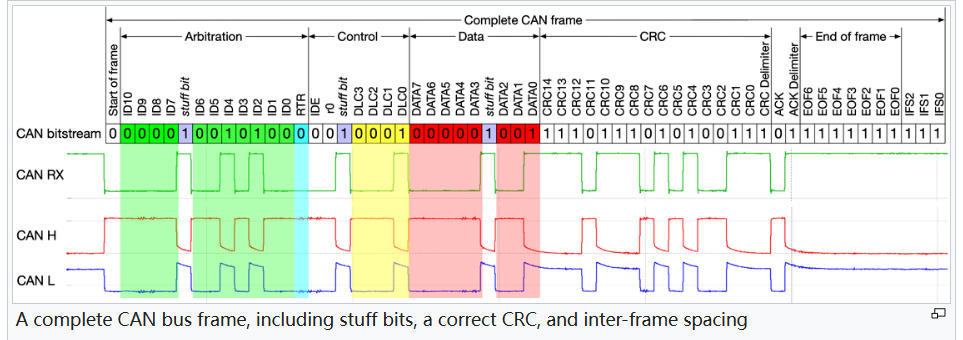 Complete CAN frame
Arbitration Control Data CRC End of frame
Start of frame ID10 ID9 ID8 ID7 stuff bit ID6 ID5 ID4 ID3 ID2 ID1 ID0 RTR IDE r0 stuff bit DLC3 DLC2 DLC1 DLC0 DATA7 DATA6 DATA5 DATA4 DATA3 stuff bit DATA2 DATA1 DATA0 CRC14 CRC13 CRC12 CRC11 CRC10 CRC9 CRC8 CRC7 CRC6 CRC5 CRC4 CRC3 CRC2 CRC1 CRC0 CRC Delimiter ACK ACK Delimiter EOF6 EOF5 EOF4 EOF3 EOF2 EOF1 EOF0 IFS2 IFS1 IFS0
CAN bitstream 0 0 0 0 0 1 0 0 1 0 1 0 0 0 0 0 1 0 0 0 1 0 0 0 0 0 1 0 0 1 1 1 1 0 1 1 1 0 1 0 1 0 0 1 1 1 0 1 1 1 1 1 1 1 1 1 1 1
CAN RX
CAN H
CAN L
A complete CAN bus frame, including stuff bits, a correct CRC, and inter-frame spacing